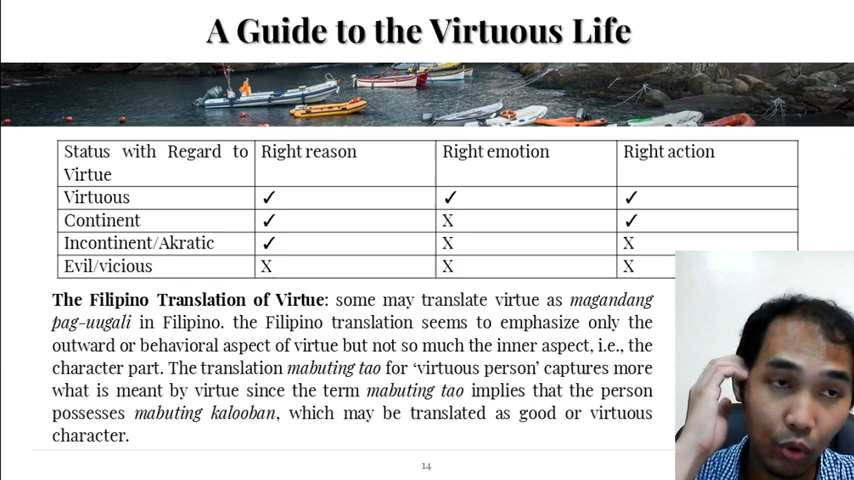 A Guide to the Virtuous Life
Status with Regard to Virtue Right reason Right emotion Right action
Virtuous ✓ ✓ ✓
Continent ✓ X ✓
Incontinent/Akratic ✓ X X
Evil/vicious X X X
The Filipino Translation of Virtue: some may translate virtue as magandang
pag-uugali in Filipino. the Filipino translation seems to emphasize only the
outward or behavioral aspect of virtue but not so much the inner aspect, i.e., the
character part. The translation mabuting tao for ‘virtuous person’ captures more
what is meant by virtue since the term mabuting tao implies that the person
possesses mabuting kalooban, which may be translated as good or virtuous
character.
14